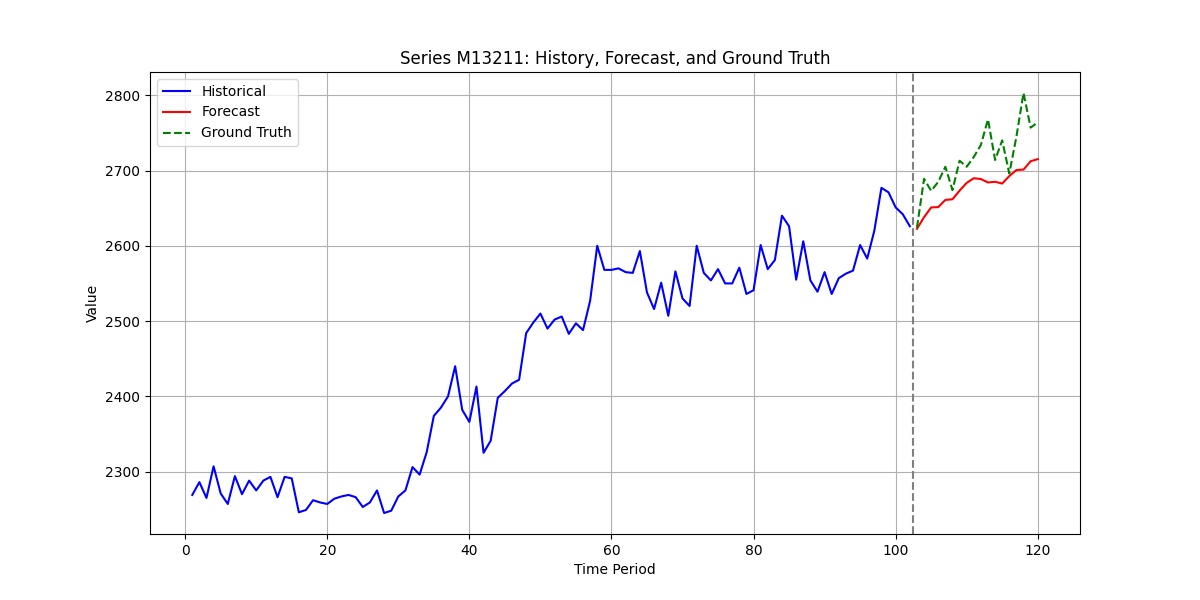 Series M13211: History, Forecast, and Ground Truth
Historical
Forecast
Ground Truth
2800
2700
2600
2500
2400
2300
Value
0 20 40 60 80 100 120
Time Period